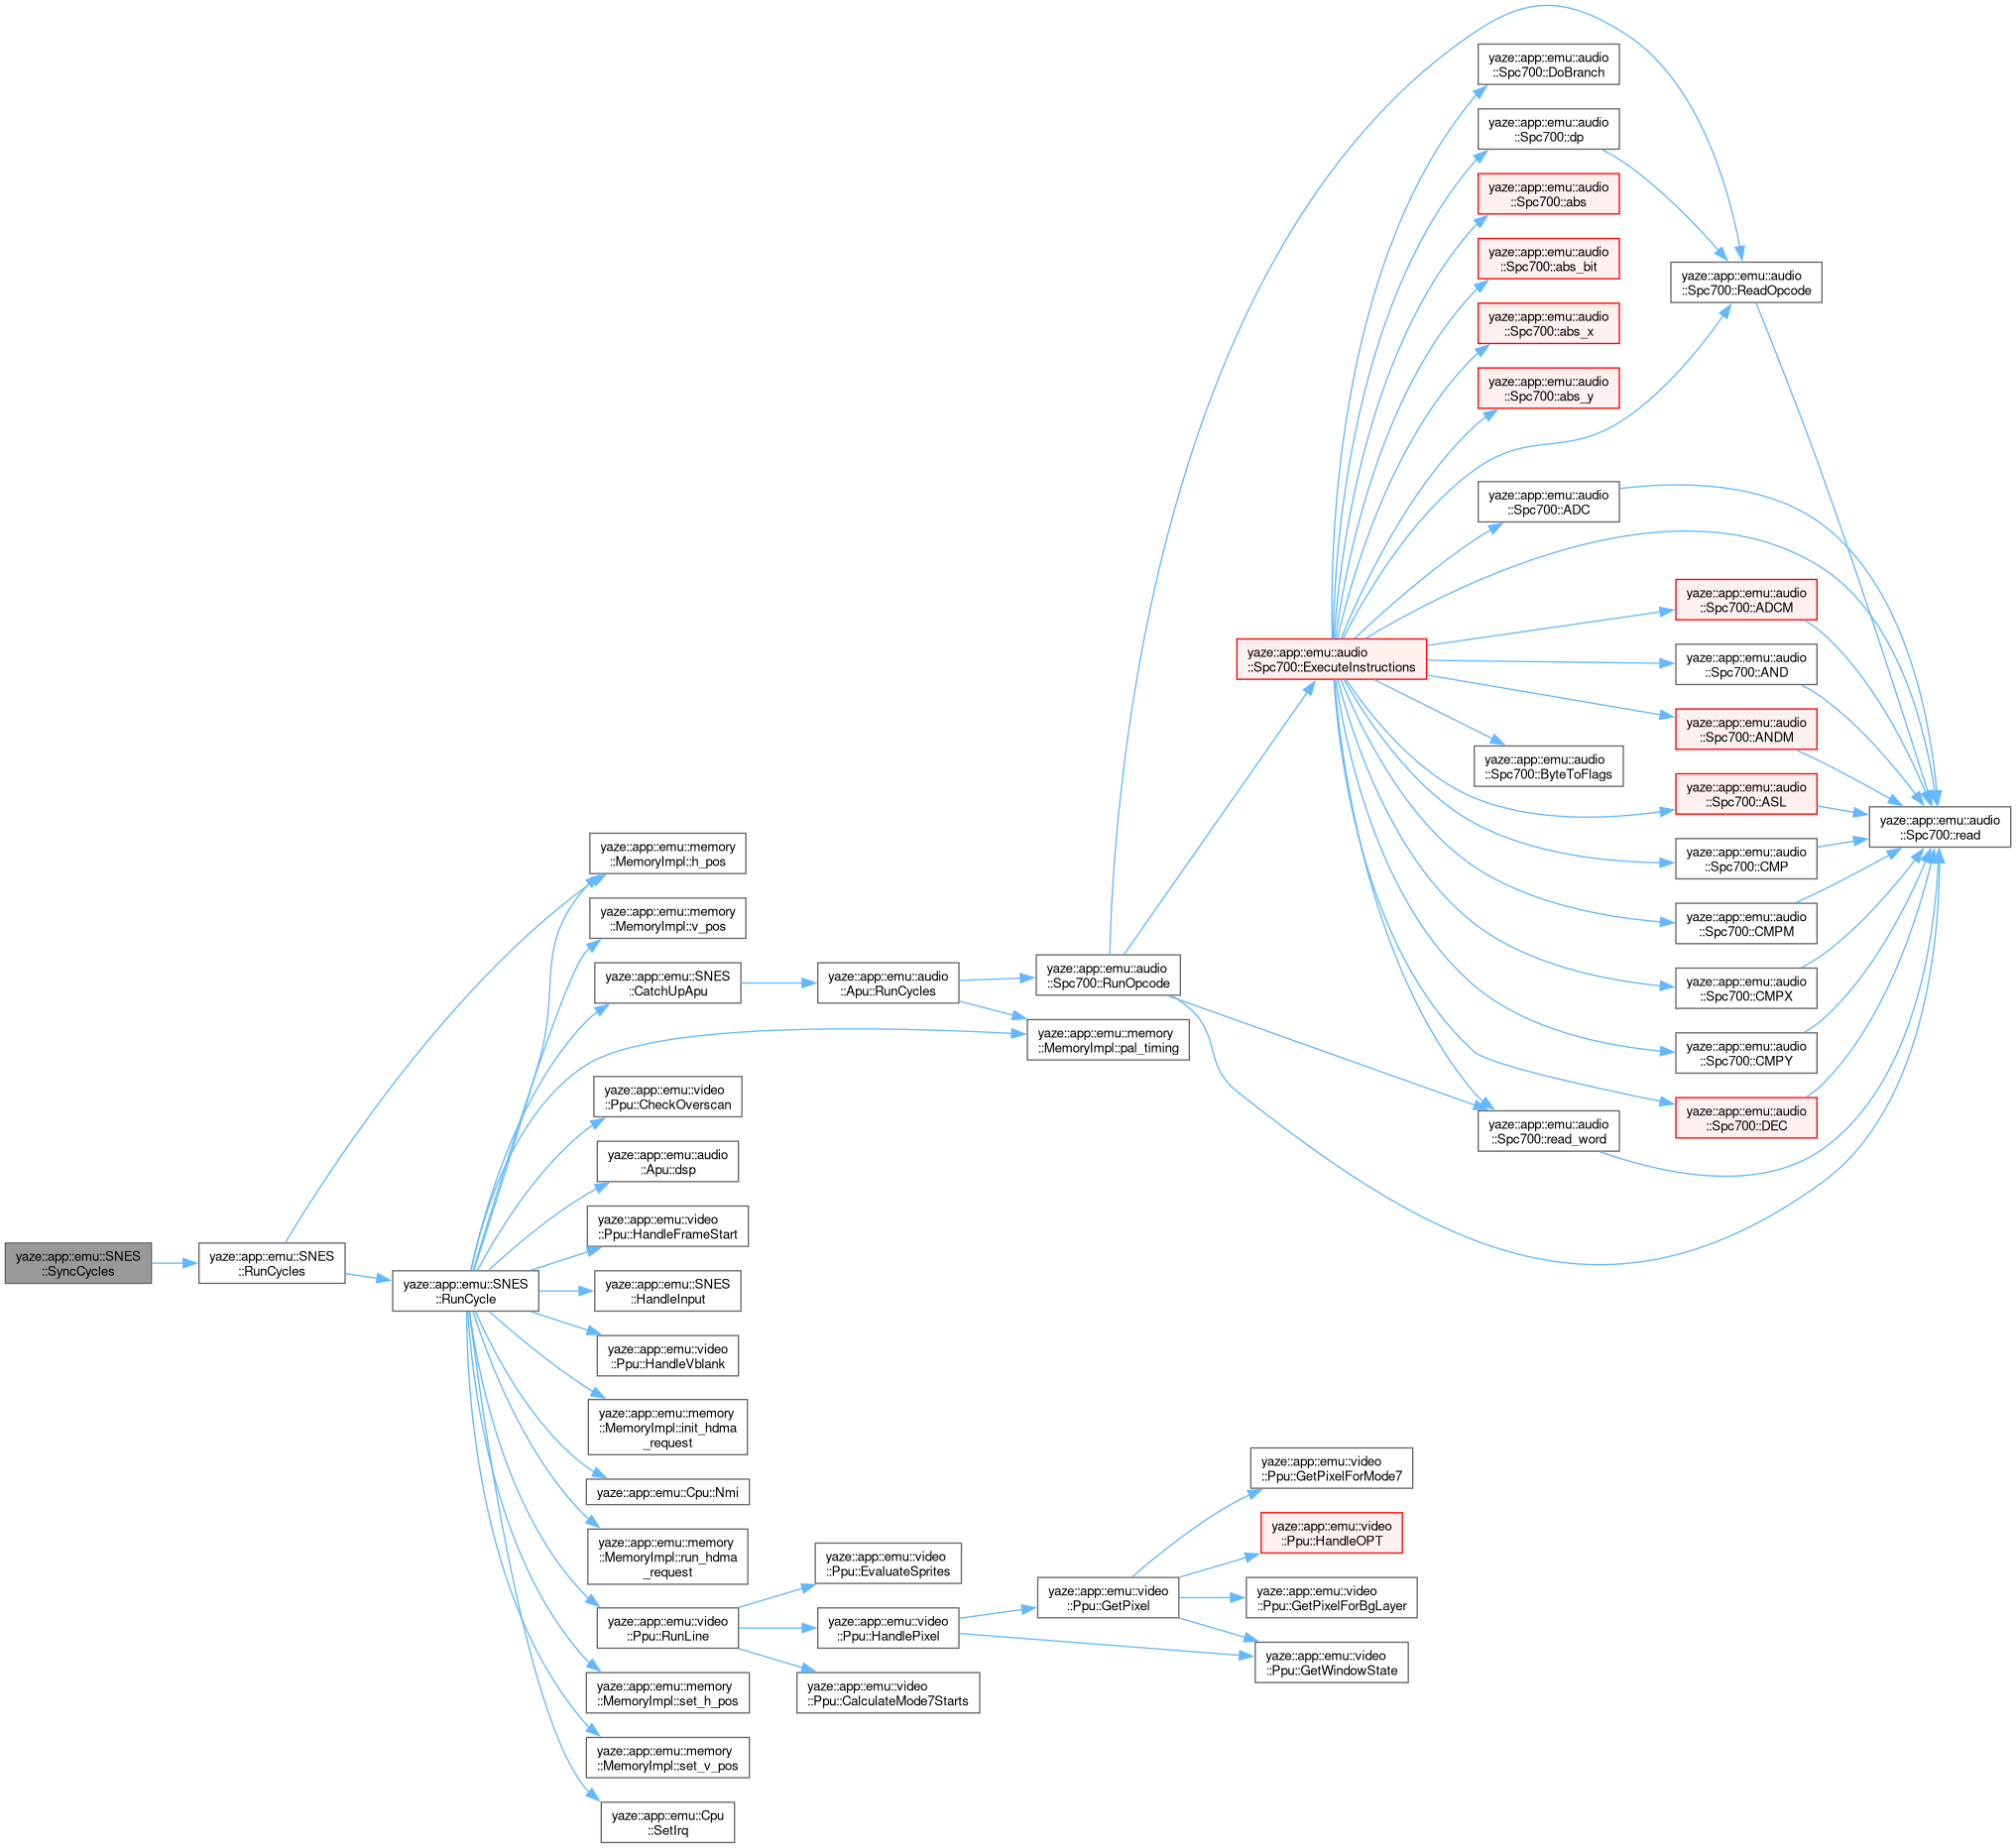 yaze::app::emu::SNES
::SyncCycles
yaze::app::emu::SNES
::RunCycles
yaze::app::emu::SNES
::RunCycle
yaze::app::emu::memory
::MemoryImpl::h_pos
yaze::app::emu::memory
::MemoryImpl::v_pos
yaze::app::emu::SNES
::CatchUpApu
yaze::app::emu::video
::Ppu::CheckOverscan
yaze::app::emu::audio
::Apu::dsp
yaze::app::emu::video
::Ppu::HandleFrameStart
yaze::app::emu::SNES
::HandleInput
yaze::app::emu::video
::Ppu::HandleVblank
yaze::app::emu::memory
::MemoryImpl::init_hdma
_request
yaze::app::emu::Cpu::Nmi
yaze::app::emu::memory
::MemoryImpl::run_hdma
_request
yaze::app::emu::video
::Ppu::RunLine
yaze::app::emu::memory
::MemoryImpl::set_h_pos
yaze::app::emu::memory
::MemoryImpl::set_v_pos
yaze::app::emu::Cpu
::SetIrq
yaze::app::emu::audio
::Apu::RunCycles
yaze::app::emu::video
::Ppu::EvaluateSprites
yaze::app::emu::video
::Ppu::HandlePixel
yaze::app::emu::video
::Ppu::CalculateMode7Starts
yaze::app::emu::audio
::Spc700::RunOpcode
yaze::app::emu::memory
::MemoryImpl::pal_timing
yaze::app::emu::video
::Ppu::GetPixel
yaze::app::emu::audio
::Spc700::ExecuteInstructions
yaze::app::emu::video
::Ppu::GetPixelForMode7
yaze::app::emu::video
::Ppu::HandleOPT
yaze::app::emu::video
::Ppu::GetPixelForBgLayer
yaze::app::emu::video
::Ppu::GetWindowState
yaze::app::emu::audio
::Spc700::DoBranch
yaze::app::emu::audio
::Spc700::dp
yaze::app::emu::audio
::Spc700::abs
yaze::app::emu::audio
::Spc700::abs_bit
yaze::app::emu::audio
::Spc700::abs_x
yaze::app::emu::audio
::Spc700::abs_y
yaze::app::emu::audio
::Spc700::ADC
yaze::app::emu::audio
::Spc700::ByteToFlags
yaze::app::emu::audio
::Spc700::read_word
yaze::app::emu::audio
::Spc700::ReadOpcode
yaze::app::emu::audio
::Spc700::ADCM
yaze::app::emu::audio
::Spc700::AND
yaze::app::emu::audio
::Spc700::ANDM
yaze::app::emu::audio
::Spc700::ASL
yaze::app::emu::audio
::Spc700::CMP
yaze::app::emu::audio
::Spc700::CMPM
yaze::app::emu::audio
::Spc700::CMPX
yaze::app::emu::audio
::Spc700::CMPY
yaze::app::emu::audio
::Spc700::DEC
yaze::app::emu::audio
::Spc700::read